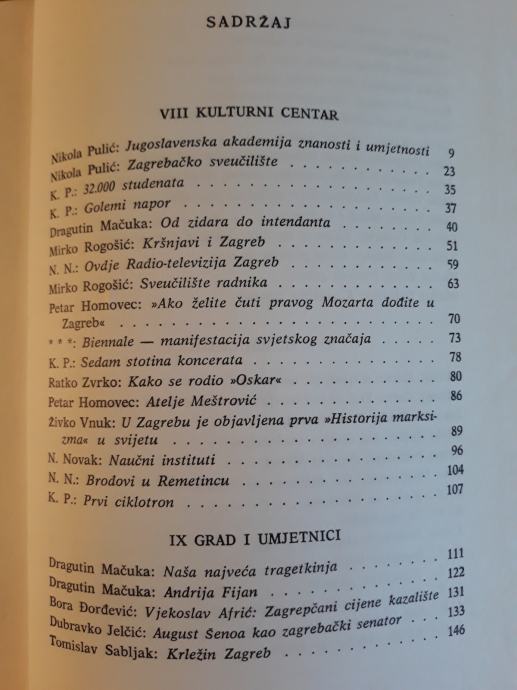 SADRŽAJ
VIII KULTURNI CENTAR
Nikola Pulić: Jugoslavenska akademija znanosti i umjetnosti 9
Nikola Pulić: Zagrebačko sveučilište . . . . . . . . . . . . 23
K. P.: 32.000 studenata . . . . . . . . . . . . . . . . . . 35
K. P.: Golemi napor . . . . . . . . . . . . . . . . . . 37
Dragutin Mačuka: Od zidara do intendanta . . . . . . . . 40
Mirko Rogošić: Kršnjavi i Zagreb . . . . . . . . . . . . 51
N. N.: Ovdje Radio-televizija Zagreb . . . . . . . . . . . 59
Mirko Rogošić: Sveučilište radnika . . . . . . . . . . . . 63
Petar Homovec: »Ako želite čuti pravog Mozarta dođite u
Zagreb« . . . . . . . . . . . . . . . . . . . . . . . . 70
* * *: Biennale — manifestacija svjetskog značaja . . . . . . 73
K. P.: Sedam stotina koncerata . . . . . . . . . . . . . . 78
Ratko Zvrko: Kako se rodio »Oskar« . . . . . . . . . . . 80
Petar Homovec: Atelje Meštrović . . . . . . . . . . . . . 86
Živko Vnuk: U Zagrebu je objavljena prva »Historija marksi-
zma« u svijetu . . . . . . . . . . . . . . . . . . . . 89
N. Novak: Naučni instituti . . . . . . . . . . . . . . . . 96
N. N.: Brodovi u Remetincu . . . . . . . . . . . . . . . 104
K. P.: Prvi ciklotron . . . . . . . . . . . . . . . . . . . 107
IX GRAD I UMJETNICI
Dragutin Mačuka: Naša najveća tragetkinja . . . . . . . . 111
Dragutin Mačuka: Andrija Fijan . . . . . . . . . . . . . 122
Bora Đorđević: Vjekoslav Afrić: Zagrepčani cijene kazalište 131
Dubravko Jelčić: August Šenoa kao zagrebački senator . . . 133
Tomislav Sabljak: Krležin Zagreb . . . . . . . . . . . . 146